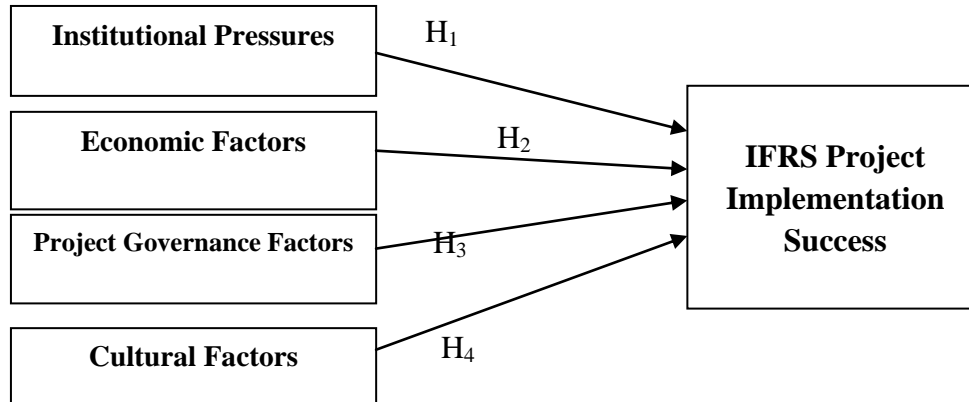 Institutional Pressures
H₁
Economic Factors
H₂
IFRS Project
Implementation
Success
Project Governance Factors
H₃
Cultural Factors
H₄